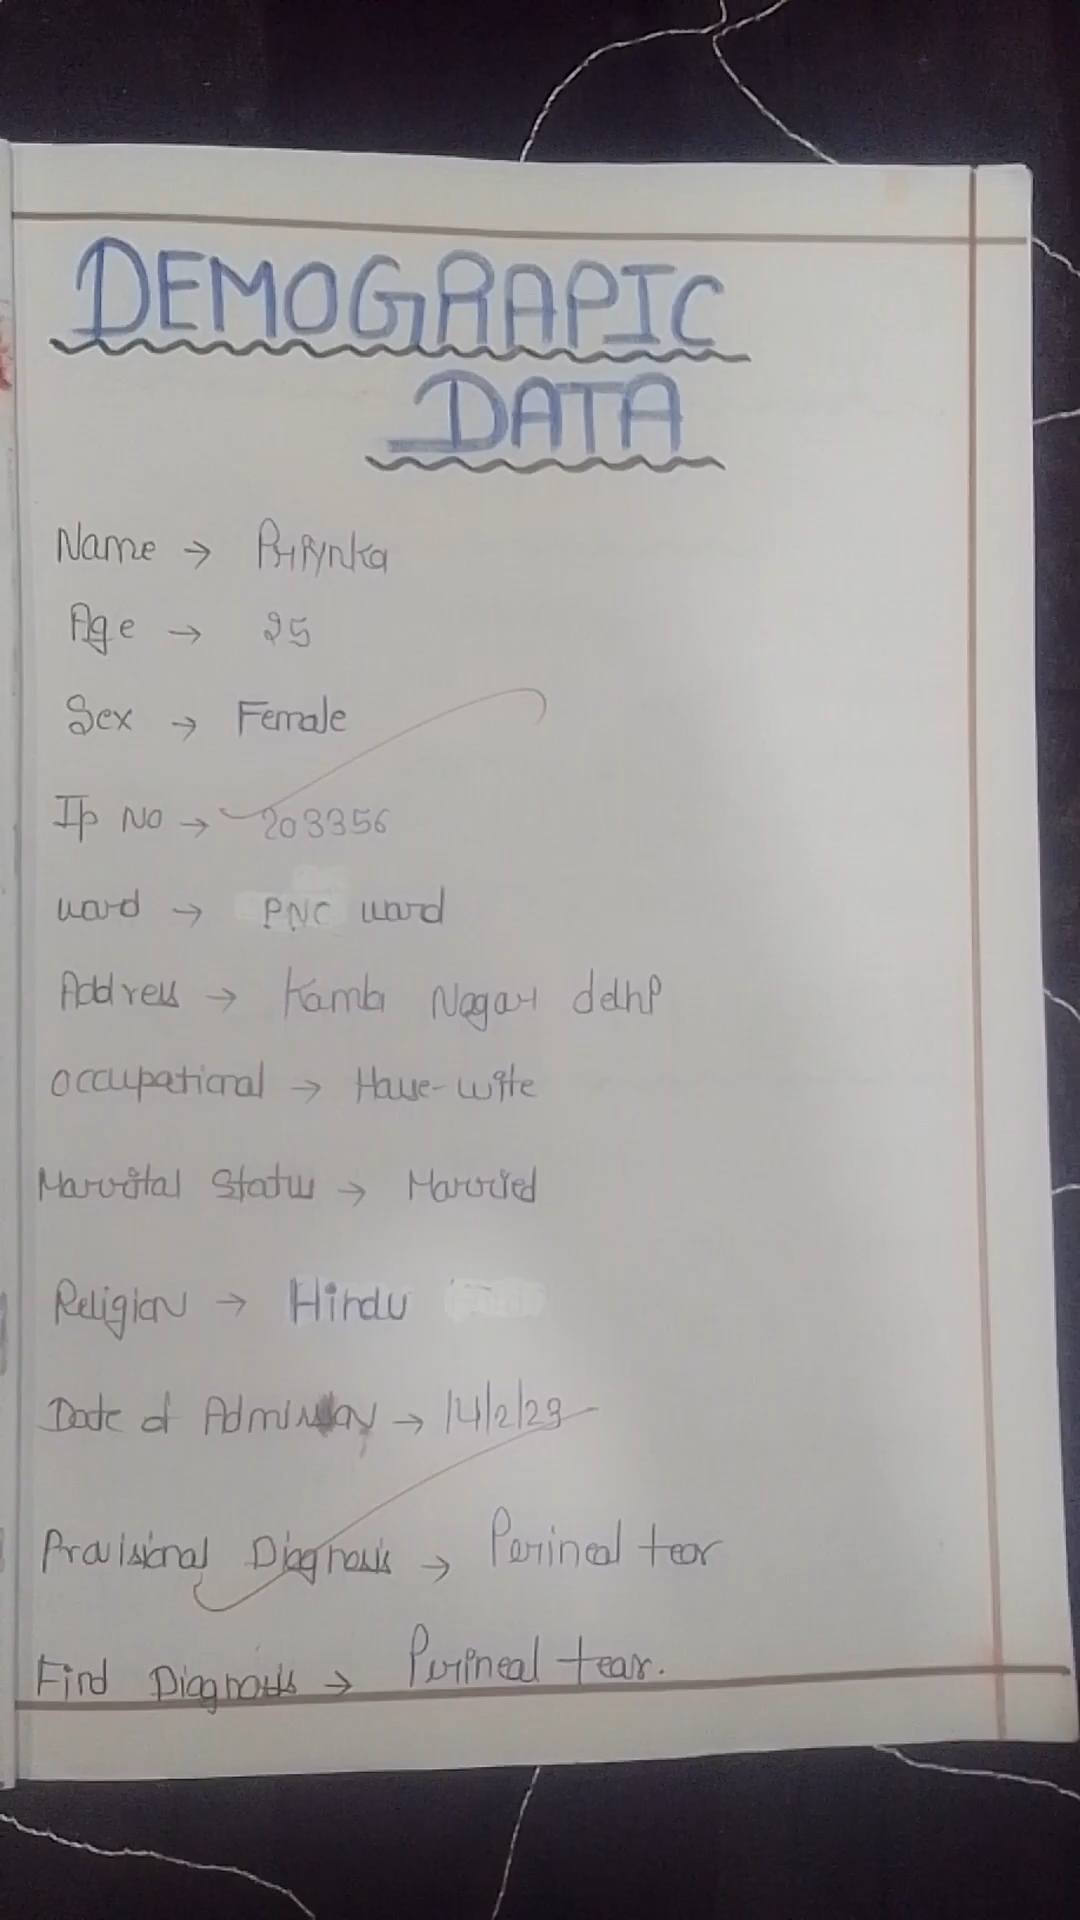 DEMOGRAPIC
DATA
Name → Priynka
Age → 25
Sex → Female
Ip No → 203356
ward → PNC ward
Address → Kamla Nagar delhi
occupational → House-wife
Marrital Status → Married
Religion → Hindu
Date of Admission → 14/2/23
Provisional Diagnosis → Perineal tear
Find Diagnosis → Perineal tear.